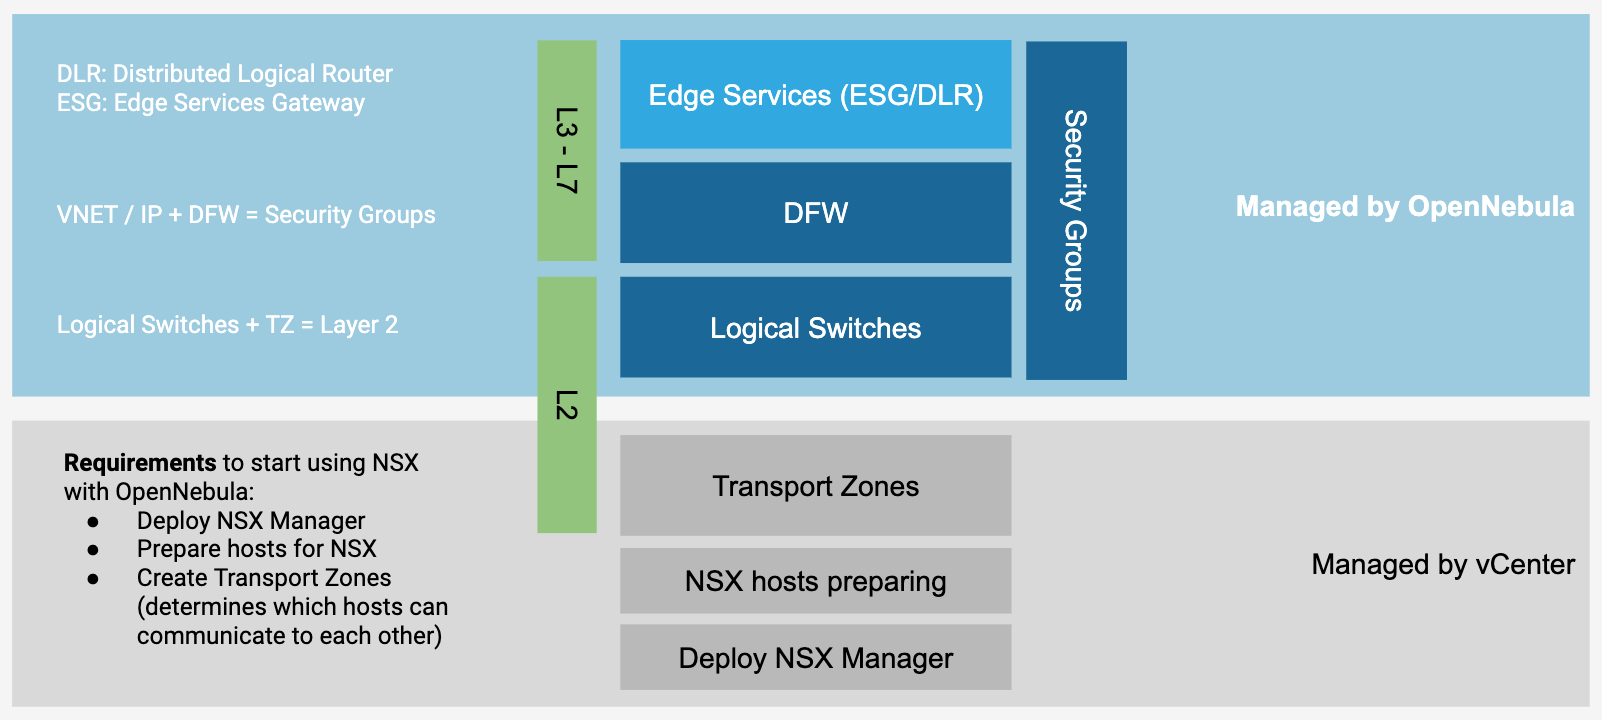 DLR: Distributed Logical Router
ESG: Edge Services Gateway
VNET / IP + DFW = Security Groups
Logical Switches + TZ = Layer 2
L3 - L7
L2
Edge Services (ESG/DLR)
DFW
Logical Switches
Security Groups
Managed by OpenNebula
Requirements to start using NSX
with OpenNebula:
● Deploy NSX Manager
● Prepare hosts for NSX
● Create Transport Zones
(determines which hosts can
communicate to each other)
Transport Zones
NSX hosts preparing
Deploy NSX Manager
Managed by vCenter